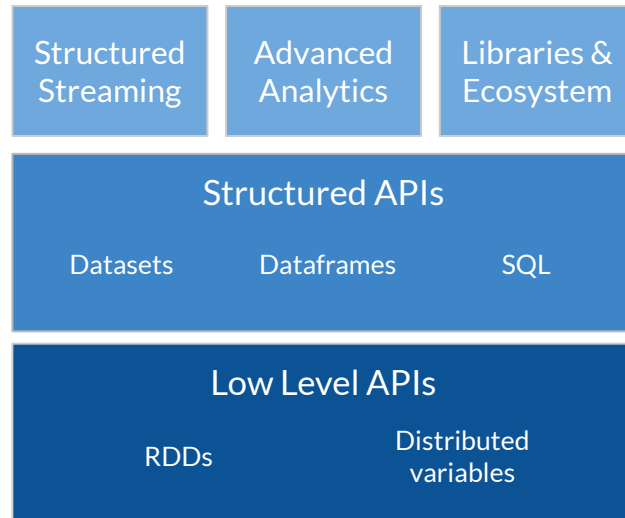 Structured
Streaming
Advanced
Analytics
Libraries &
Ecosystem
Structured APIs
Datasets
Dataframes
SQL
Low Level APIs
RDDs
Distributed
variables